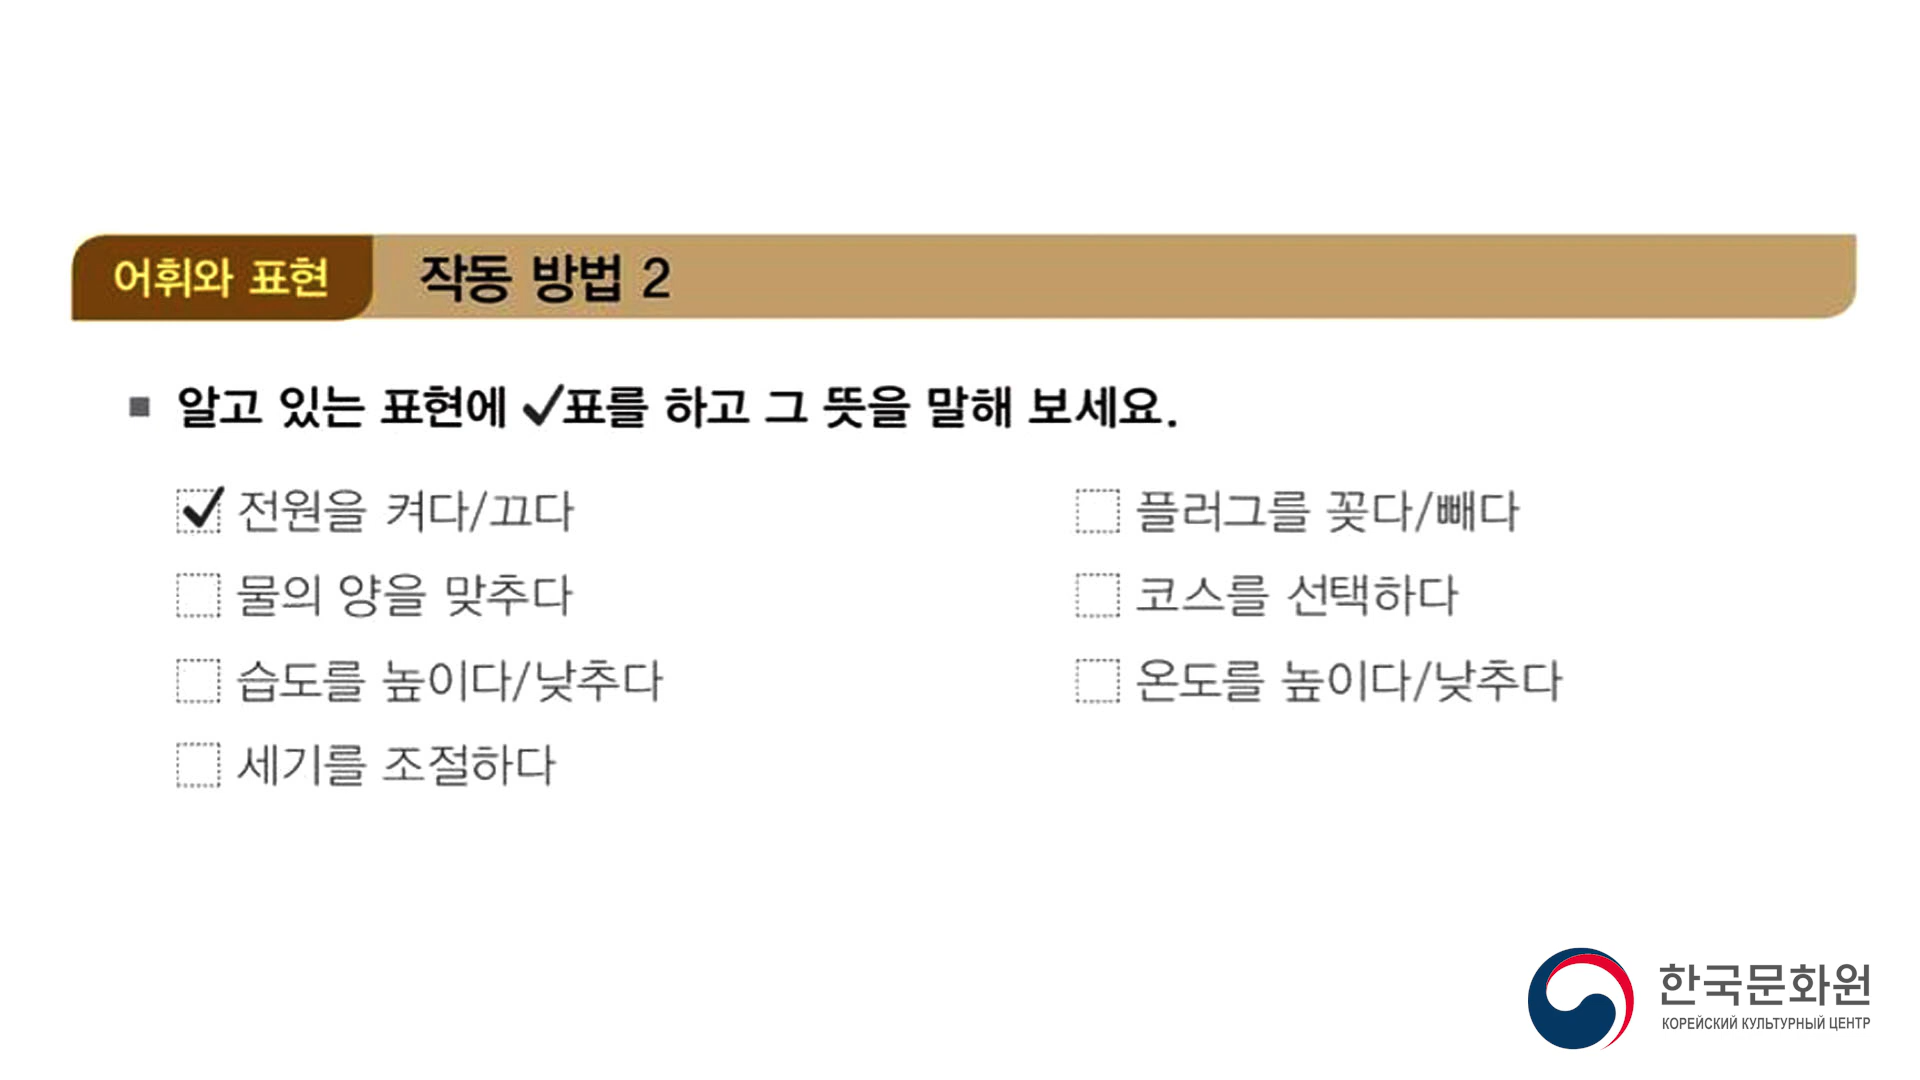 어휘와 표현 작동 방법 2
■ 알고 있는 표현에 ✓표를 하고 그 뜻을 말해 보세요.
전원을 켜다/끄다
플러그를 꽂다/빼다
물의 양을 맞추다
코스를 선택하다
습도를 높이다/낮추다
온도를 높이다/낮추다
세기를 조절하다
한국문화원
КОРЕЙСКИЙ КУЛЬТУРНЫЙ ЦЕНТР